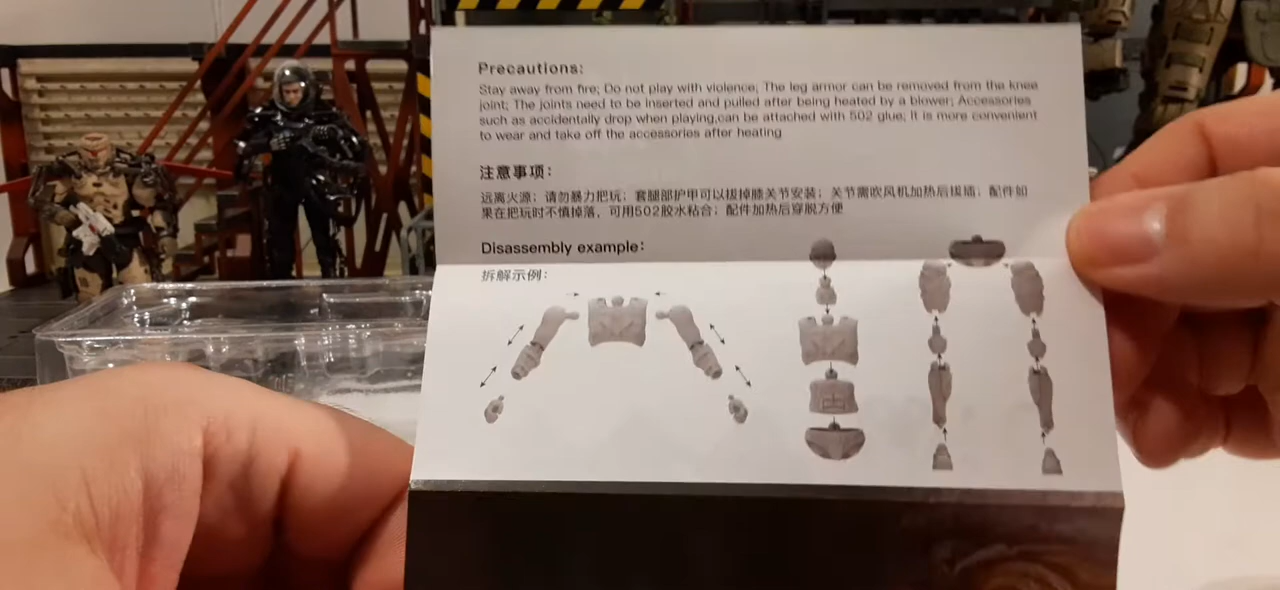 Precautions:
Stay away from fire; Do not play with violence; The leg armor can be removed from the knee
joint; The joints need to be inserted and pulled after being heated by a blower; Accessories
such as accidentally drop when playing,can be attached with 502 glue; It is more convenient
to wear and take off the accessories after heating
注意事项：
远离火源；请勿暴力把玩；套腿部护甲可以拔掉膝关节安装；关节需吹风机加热后拔插；配件如
果在把玩时不慎掉落，可用502胶水粘合；配件加热后穿脱方便
Disassembly example:
拆解示例：